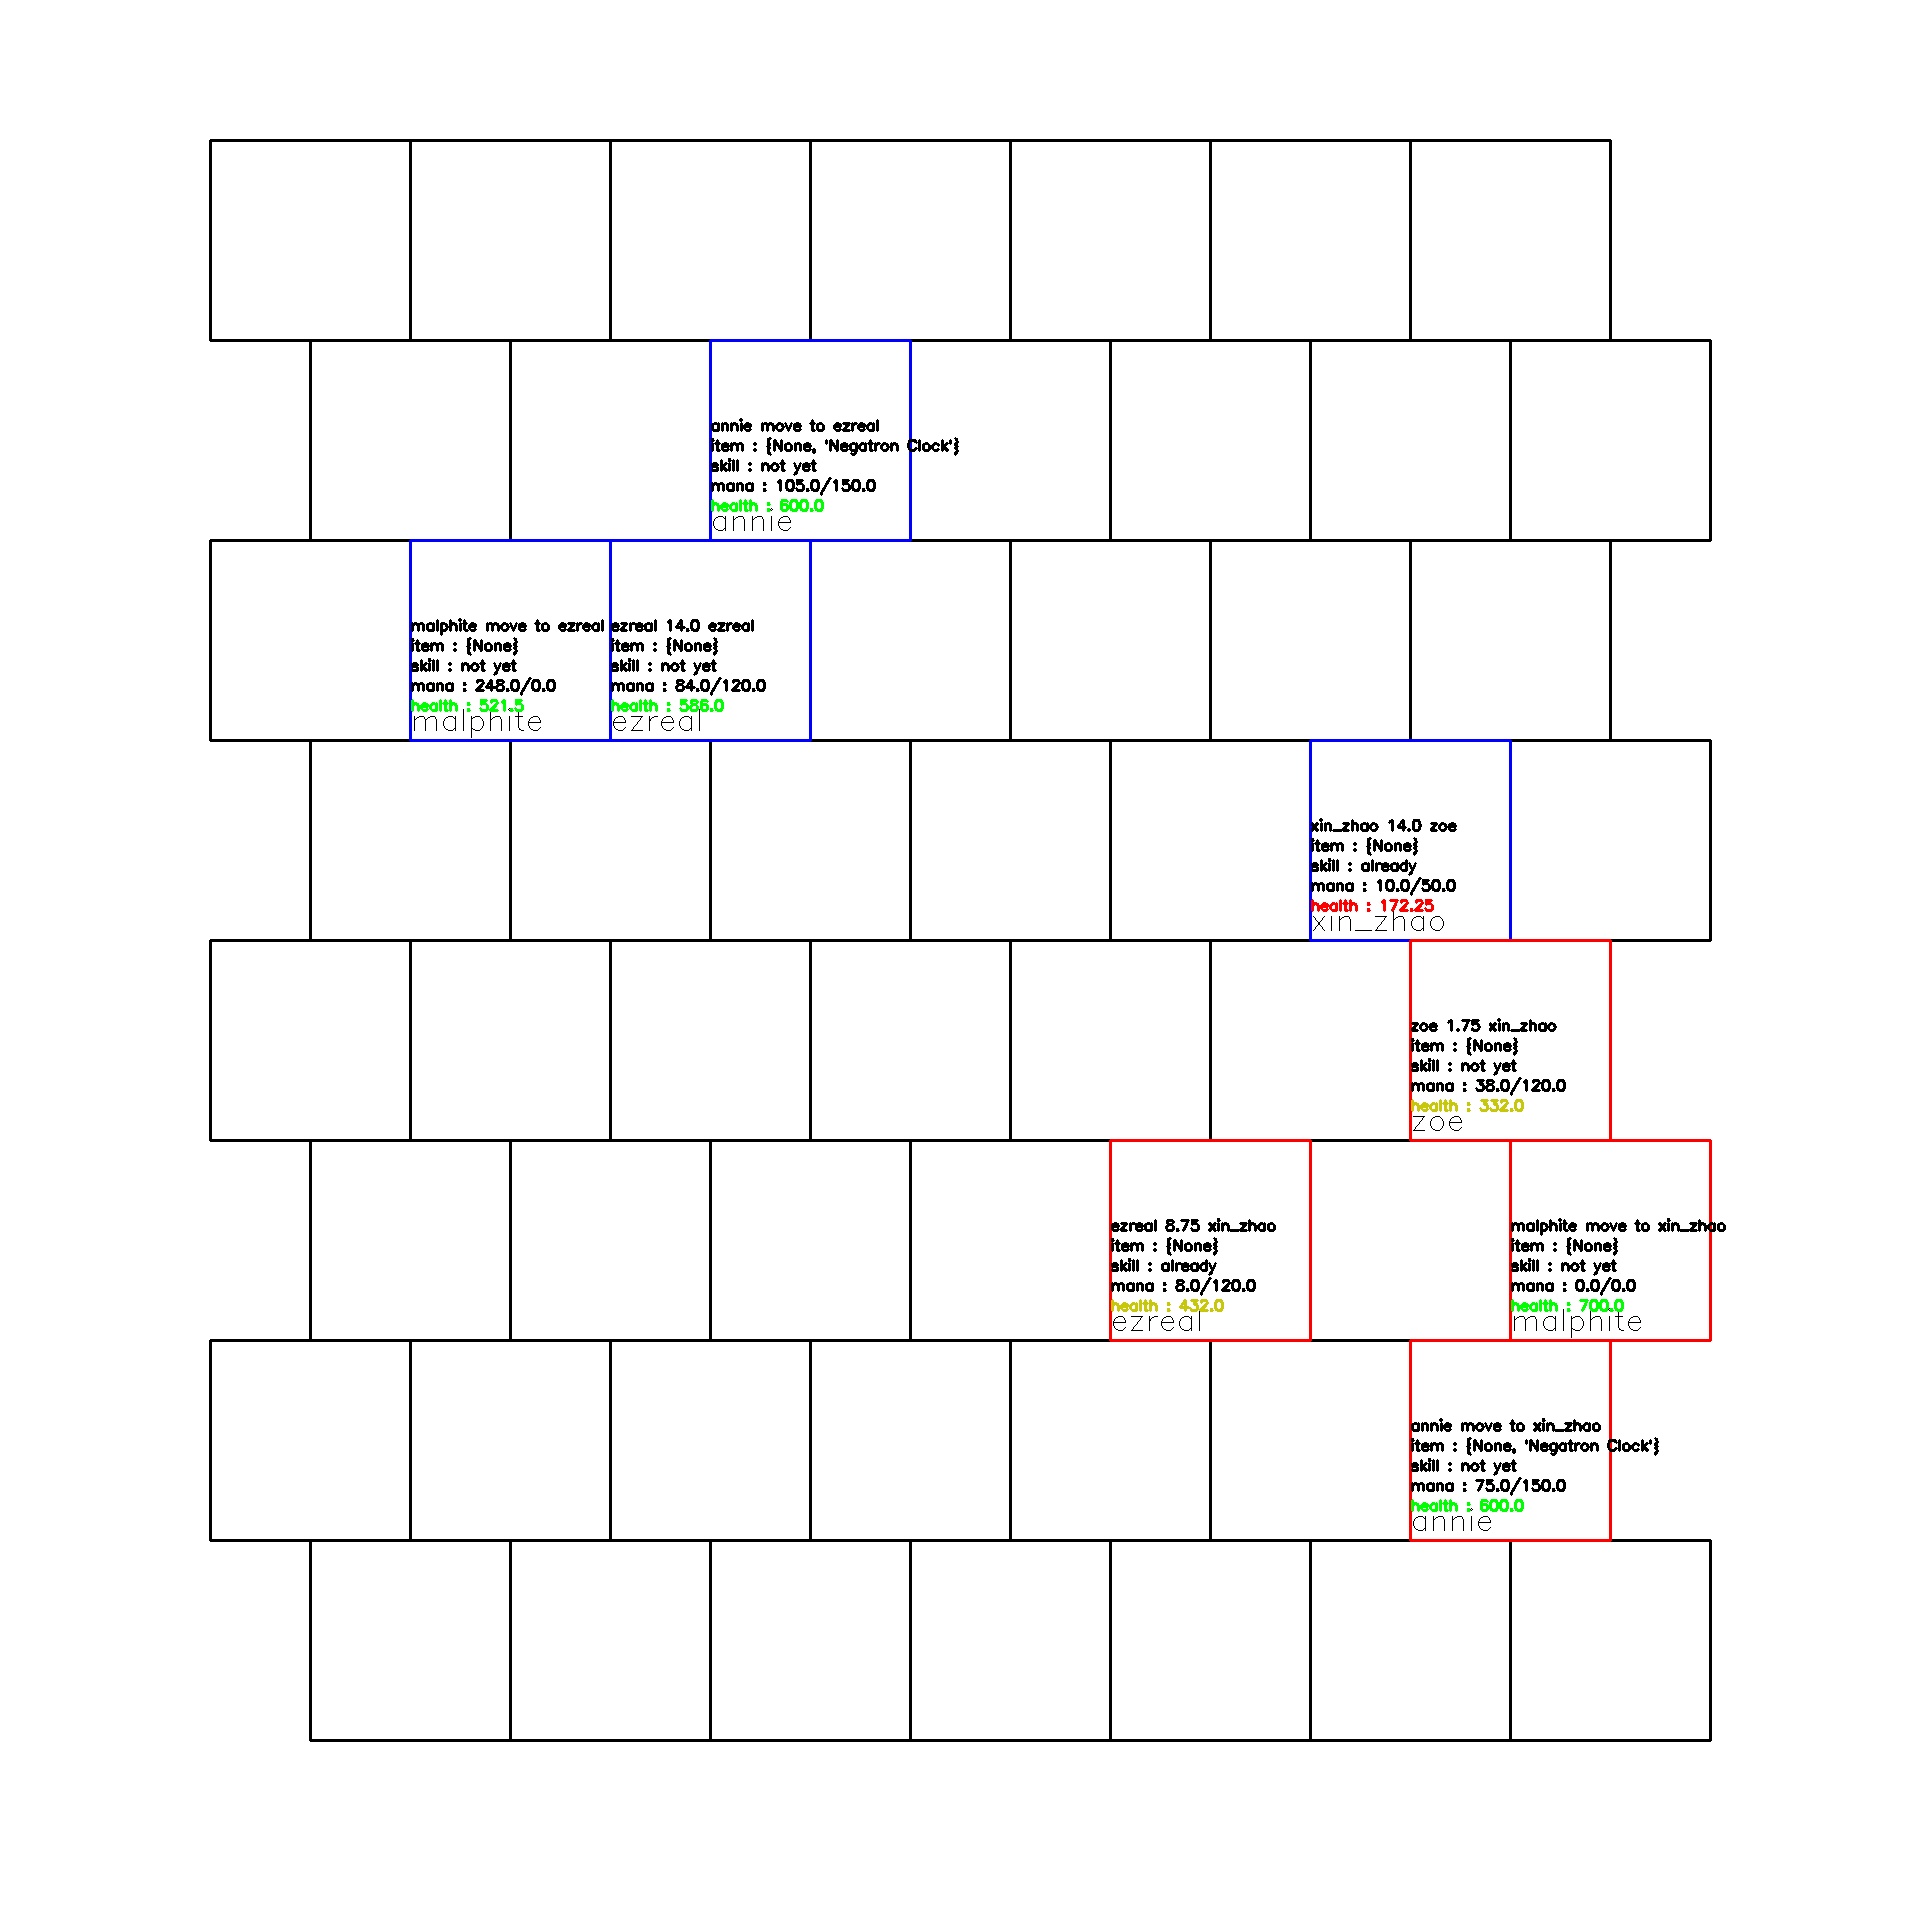 annie move to ezreal
item : {None, 'Negatron Clock'}
skill : not yet
mana : 105.0/150.0
health : 600.0
annie
malphite move to ezreal
item : {None}
skill : not yet
mana : 248.0/0.0
health : 521.5
malphite
ezreal 14.0 ezreal
item : {None}
skill : not yet
mana : 84.0/120.0
health : 586.0
ezreal
xin_zhao 14.0 zoe
item : {None}
skill : already
mana : 10.0/50.0
health : 172.25
xin_zhao
zoe 1.75 xin_zhao
item : {None}
skill : not yet
mana : 38.0/120.0
health : 332.0
zoe
ezreal 8.75 xin_zhao
item : {None}
skill : already
mana : 8.0/120.0
health : 432.0
ezreal
malphite move to xin_zhao
item : {None}
skill : not yet
mana : 0.0/0.0
health : 700.0
malphite
annie move to xin_zhao
item : {None, 'Negatron Clock'}
skill : not yet
mana : 75.0/150.0
health : 600.0
annie